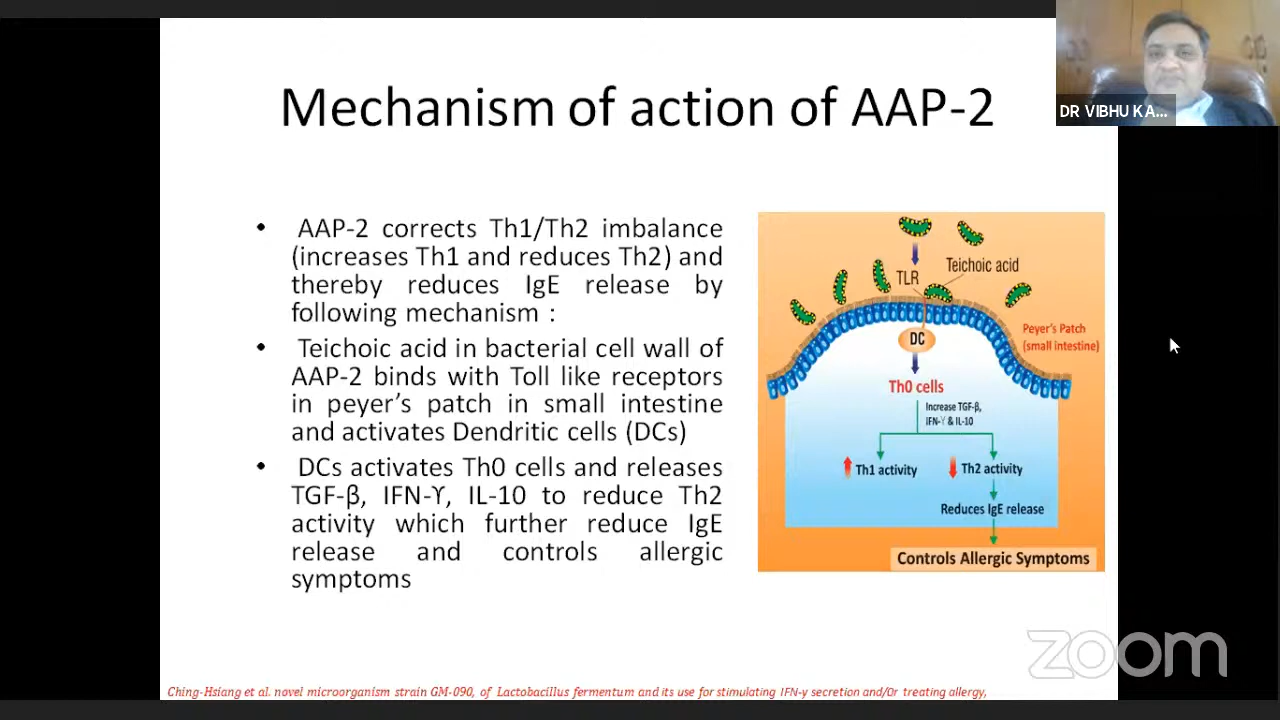 Mechanism of action of AAP-2
DR VIBHU KA...
• AAP-2 corrects Th1/Th2 imbalance
(increases Th1 and reduces Th2) and
thereby reduces IgE release by
following mechanism :
• Teichoic acid in bacterial cell wall of
AAP-2 binds with Toll like receptors
in peyer's patch in small intestine
and activates Dendritic cells (DCs)
• DCs activates Th0 cells and releases
TGF-β, IFN-ϒ, IL-10 to reduce Th2
activity which further reduce IgE
release and controls allergic
symptoms
TLR
Teichoic acid
Peyer's Patch
(small intestine)
DC
Th0 cells
Increase TGF-β,
IFN-ϒ & IL-10
Th1 activity
Th2 activity
Reduces IgE release
Controls Allergic Symptoms
zoom
Ching-Hsiang et al. novel microorganism strain GM-090, of Lactobacillus fermentum and its use for stimulating IFN-y secretion and/0r treating allergy,